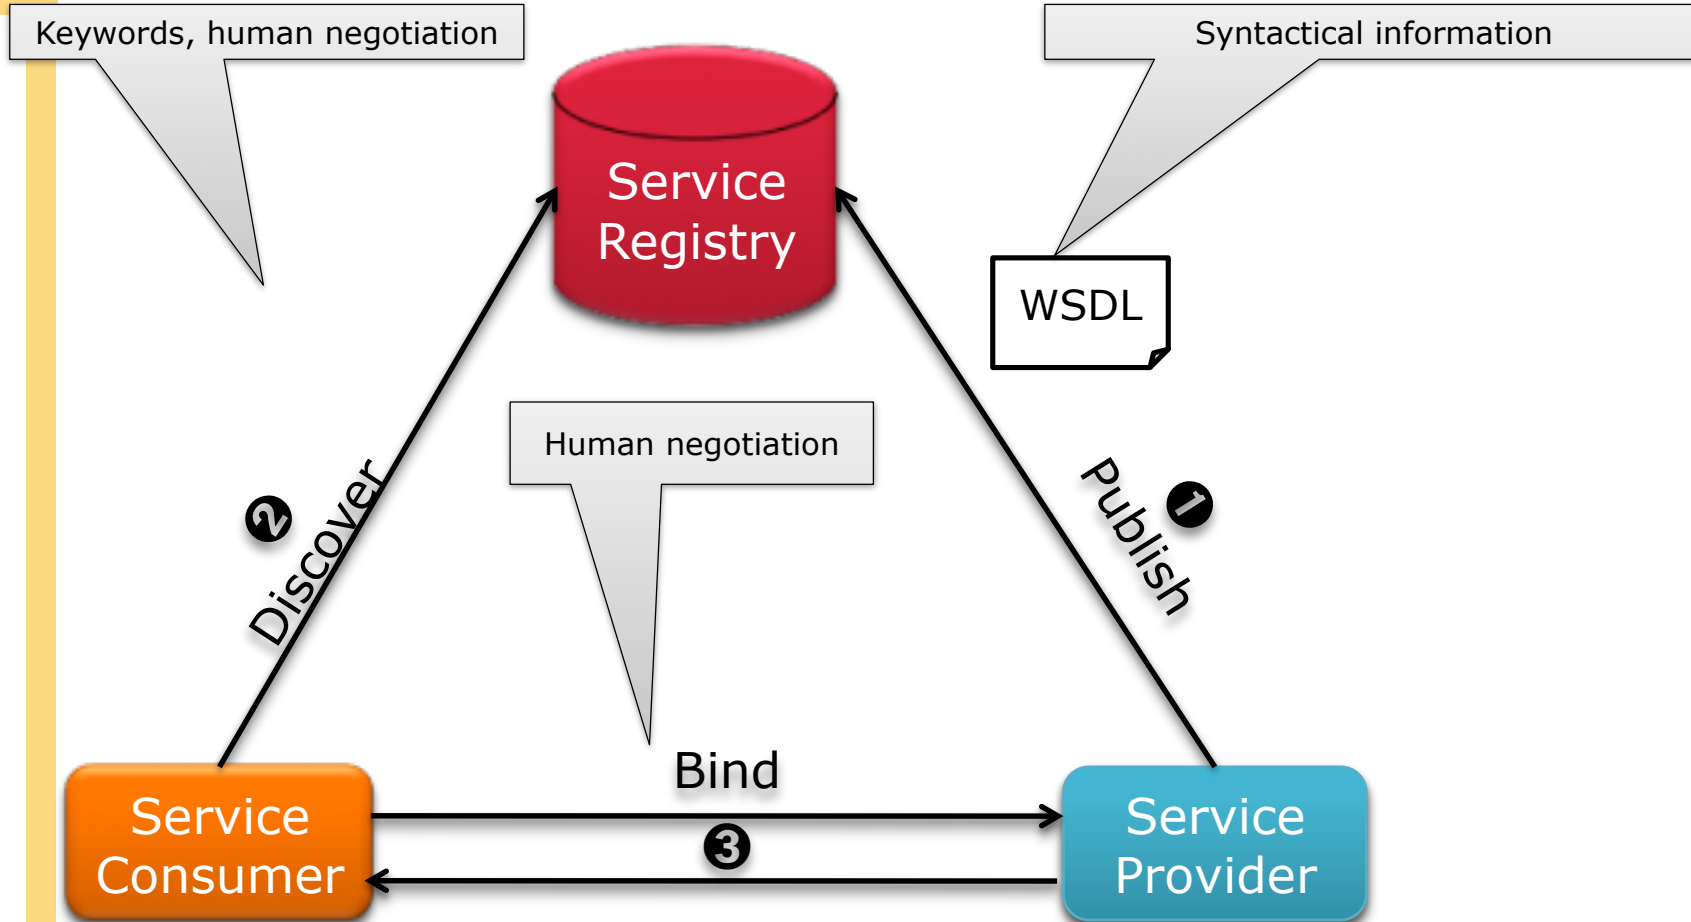 Keywords, human negotiation
Syntactical information
Service
Registry
WSDL
Human negotiation
❷
Discover
❶
Publish
Bind
❸
Service
Consumer
Service
Provider